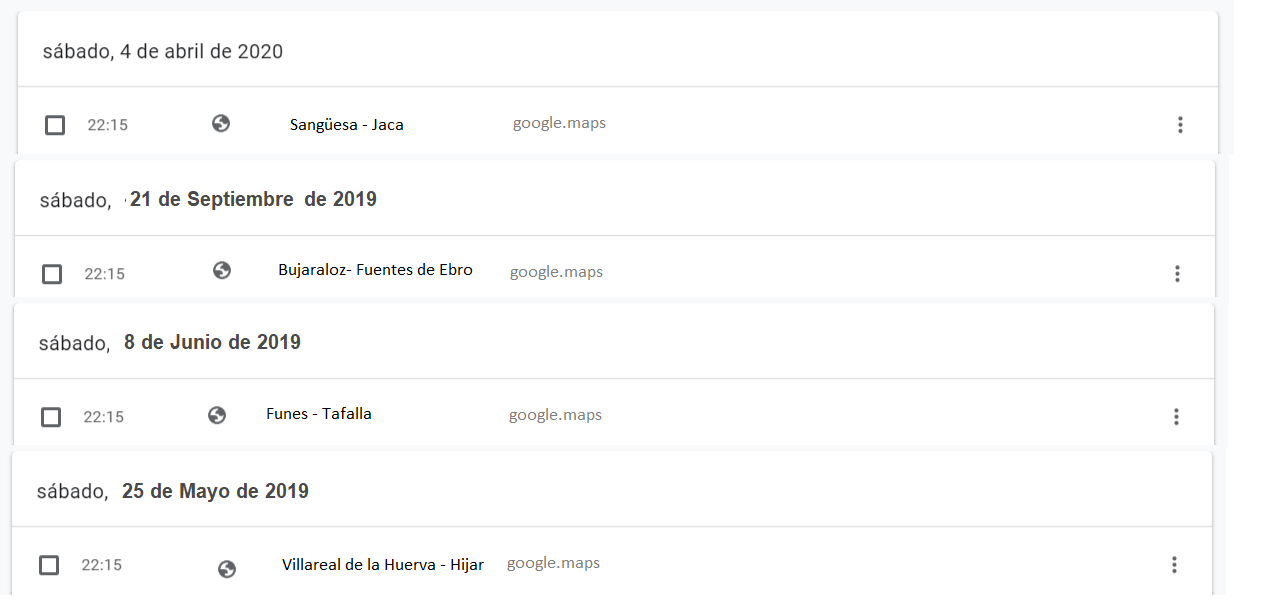 sábado, 4 de abril de 2020
22:15 Sangüesa - Jaca google.maps
sábado, 21 de Septiembre de 2019
22:15 Bujaraloz- Fuentes de Ebro google.maps
sábado, 8 de Junio de 2019
22:15 Funes - Tafalla google.maps
sábado, 25 de Mayo de 2019
22:15 Villareal de la Huerva - Hijar google.maps